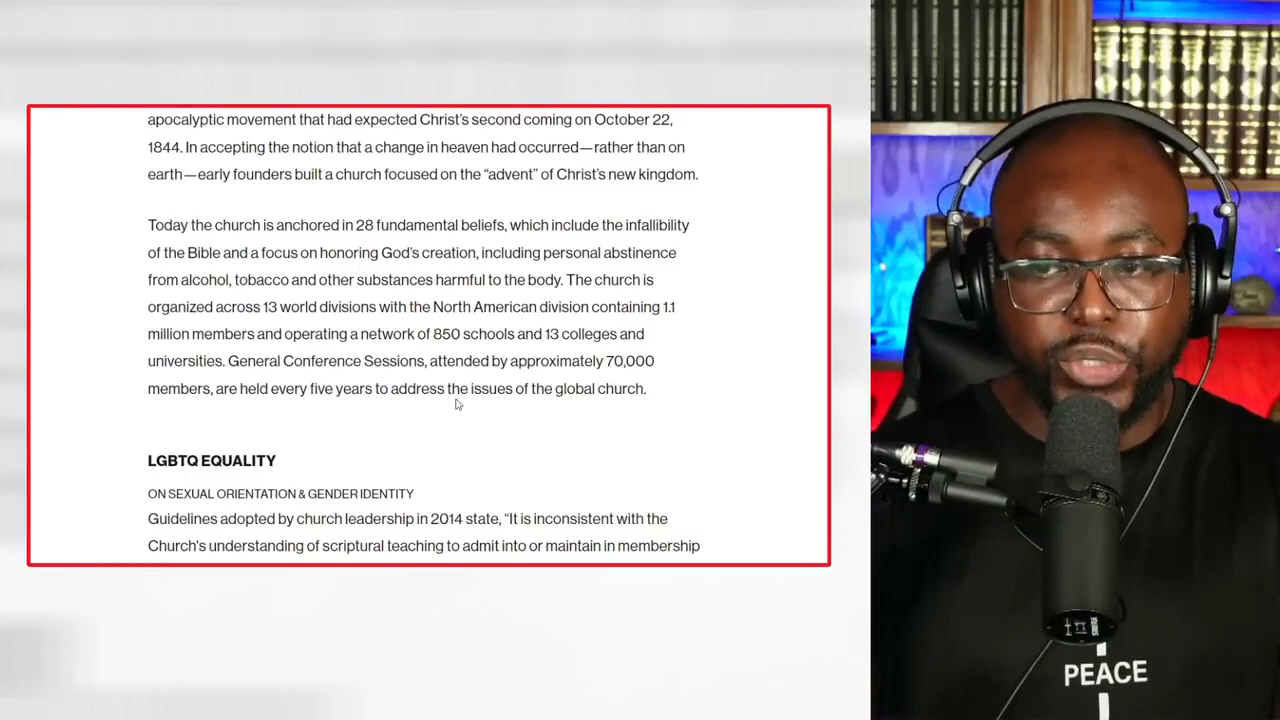 apocalyptic movement that had expected Christ's second coming on October 22,
1844. In accepting the notion that a change in heaven had occurred—rather than on
earth—early founders built a church focused on the “advent” of Christ's new kingdom.
Today the church is anchored in 28 fundamental beliefs, which include the infallibility
of the Bible and a focus on honoring God's creation, including personal abstinence
from alcohol, tobacco and other substances harmful to the body. The church is
organized across 13 world divisions with the North American division containing 1.1
million members and operating a network of 850 schools and 13 colleges and
universities. General Conference Sessions, attended by approximately 70,000
members, are held every five years to address the issues of the global church.
LGBTQ EQUALITY
ON SEXUAL ORIENTATION & GENDER IDENTITY
Guidelines adopted by church leadership in 2014 state, “It is inconsistent with the
Church's understanding of scriptural teaching to admit into or maintain in membership
PEACE